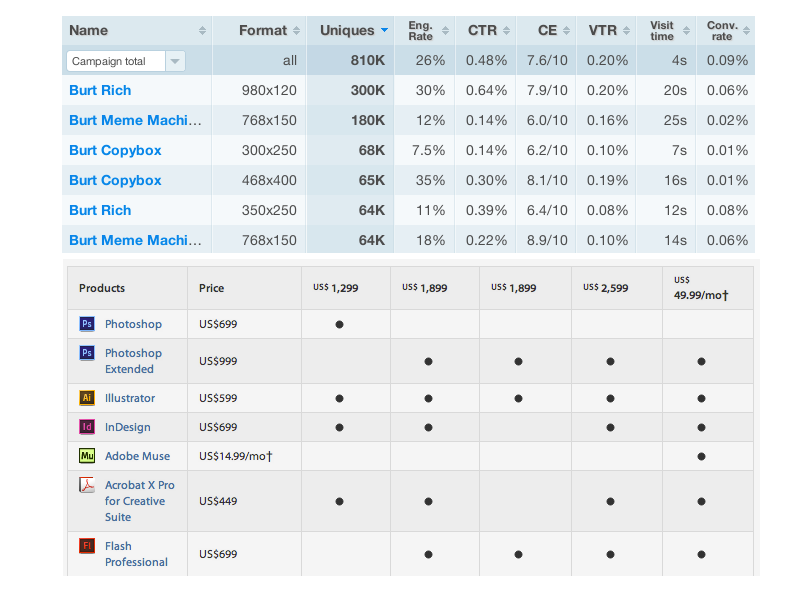 Name Format Uniques Eng. Rate CTR CE VTR Visit time Conv. rate
Campaign total all 810K 26% 0.48% 7.6/10 0.20% 4s 0.09%
Burt Rich 980x120 300K 30% 0.64% 7.9/10 0.20% 20s 0.06%
Burt Meme Machi... 768x150 180K 12% 0.14% 6.0/10 0.16% 25s 0.02%
Burt Copybox 300x250 68K 7.5% 0.14% 6.2/10 0.10% 7s 0.01%
Burt Copybox 468x400 65K 35% 0.30% 8.1/10 0.19% 16s 0.01%
Burt Rich 350x250 64K 11% 0.39% 6.4/10 0.08% 12s 0.08%
Burt Meme Machi... 768x150 64K 18% 0.22% 8.9/10 0.10% 14s 0.06%
Products Price US$ 1,299 US$ 1,899 US$ 1,899 US$ 2,599 US$ 49.99/mo†
Ps Photoshop US$699 ●
Ps Photoshop Extended US$999 ● ● ● ●
Ai Illustrator US$599 ● ● ● ● ●
Id InDesign US$699 ● ● ● ●
Mu Adobe Muse US$14.99/mo† ●
Acrobat X Pro for Creative Suite US$449 ● ● ● ●
Fl Flash Professional US$699 ● ● ● ●